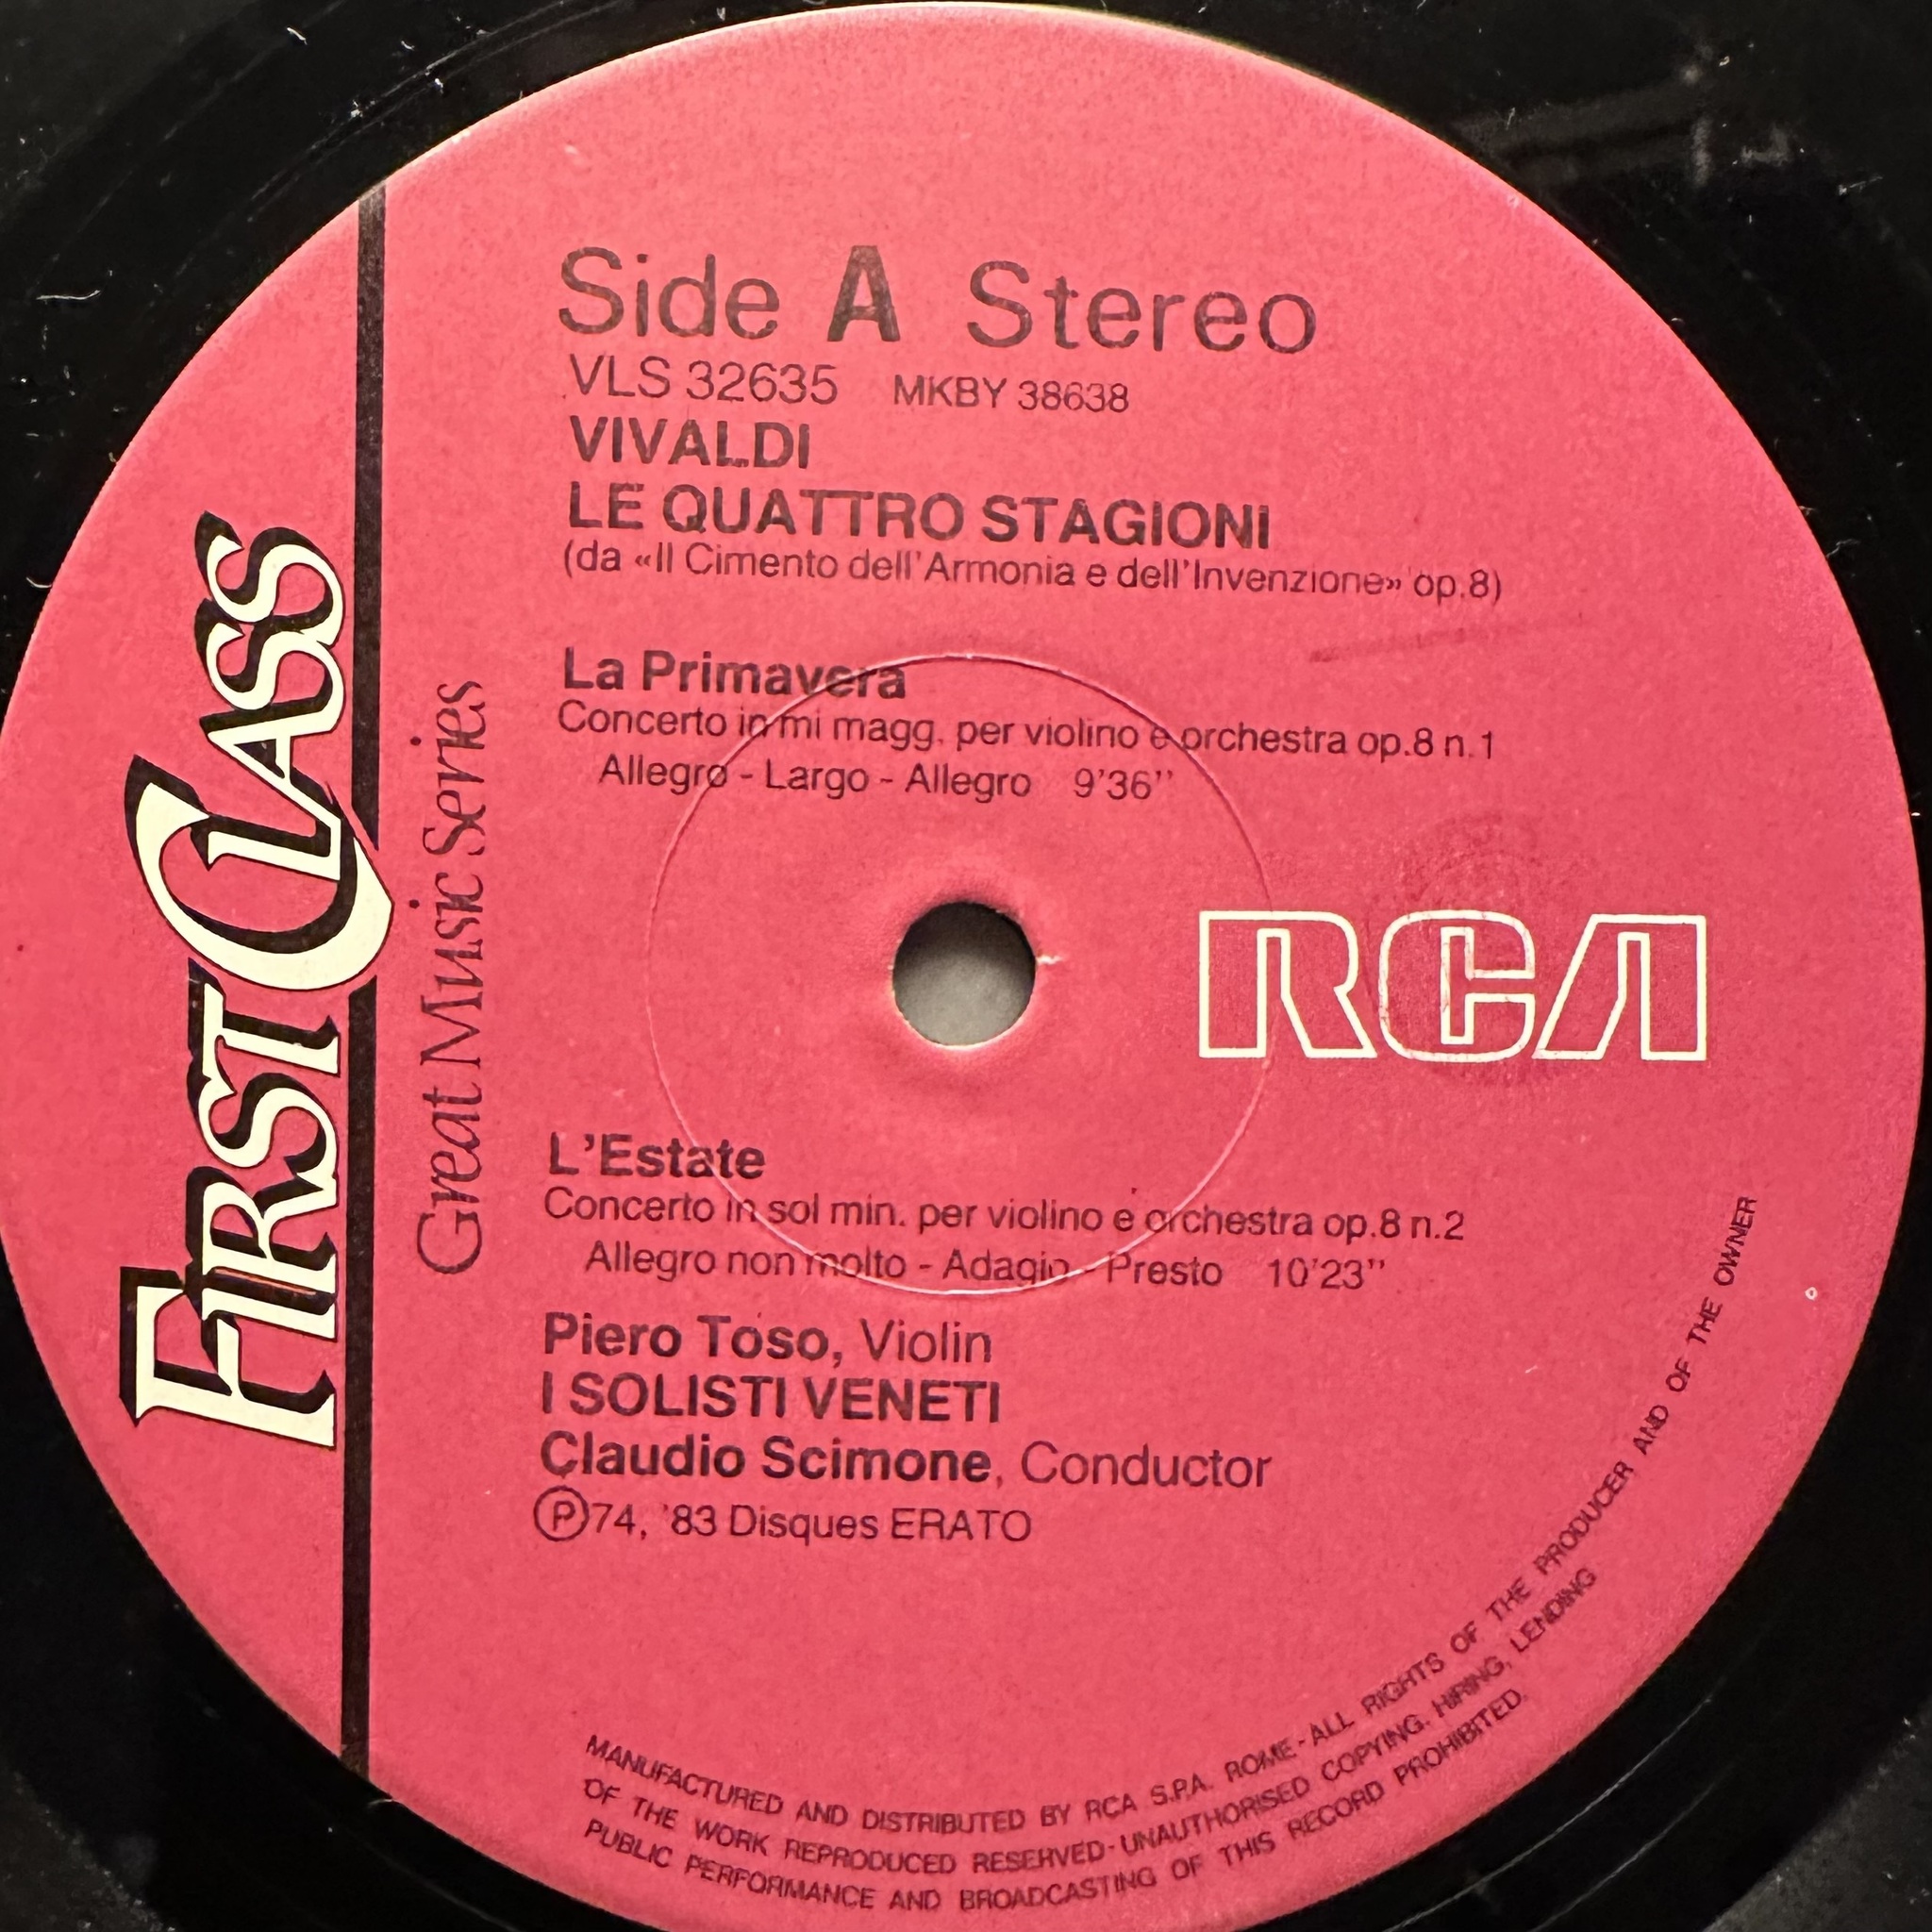 Side A Stereo
VLS 32635 MKBY 38638
VIVALDI
LE QUATTRO STAGIONI
(da «Il Cimento dell'Armonia e dell'Invenzione» op.8)
La Primavera
Concerto in mi magg. per violino e orchestra op.8 n.1
Allegro - Largo - Allegro 9'36''
FIRST CLASS
Great Music Series
RCA
L'Estate
Concerto in sol min. per violino e orchestra op.8 n.2
Allegro non molto - Adagio - Presto 10'23''
Piero Toso, Violin
I SOLISTI VENETI
Claudio Scimone, Conductor
Ⓟ74, '83 Disques ERATO
MANUFACTURED AND DISTRIBUTED BY RCA S.P.A. ROME - ALL RIGHTS OF THE PRODUCER AND OF THE OWNER
OF THE WORK REPRODUCED RESERVED - UNAUTHORISED COPYING. HIRING, LENDING
PUBLIC PERFORMANCE AND BROADCASTING OF THIS RECORD PROHIBITED.